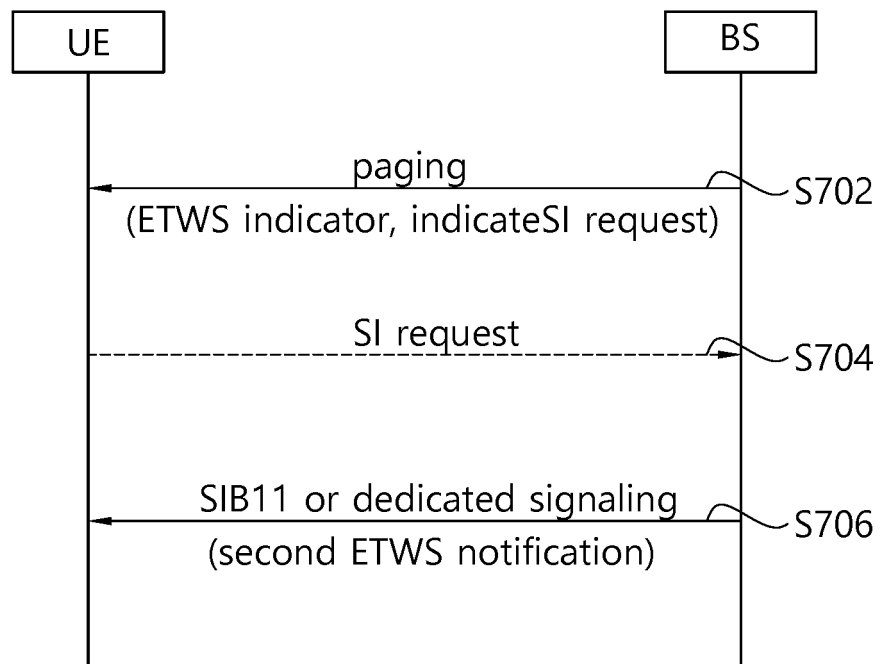 UE
BS
paging
S702
(ETWS indicator, indicateSI request)
SI request
S704
SIB11 or dedicated signaling
S706
(second ETWS notification)